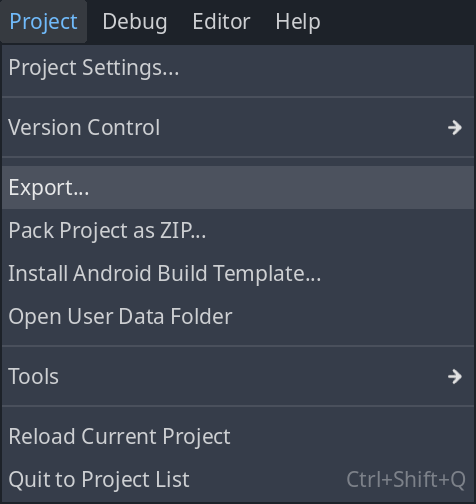 Project Debug Editor Help
Project Settings...
Version Control
Export...
Pack Project as ZIP...
Install Android Build Template...
Open User Data Folder
Tools
Reload Current Project
Quit to Project List Ctrl+Shift+Q